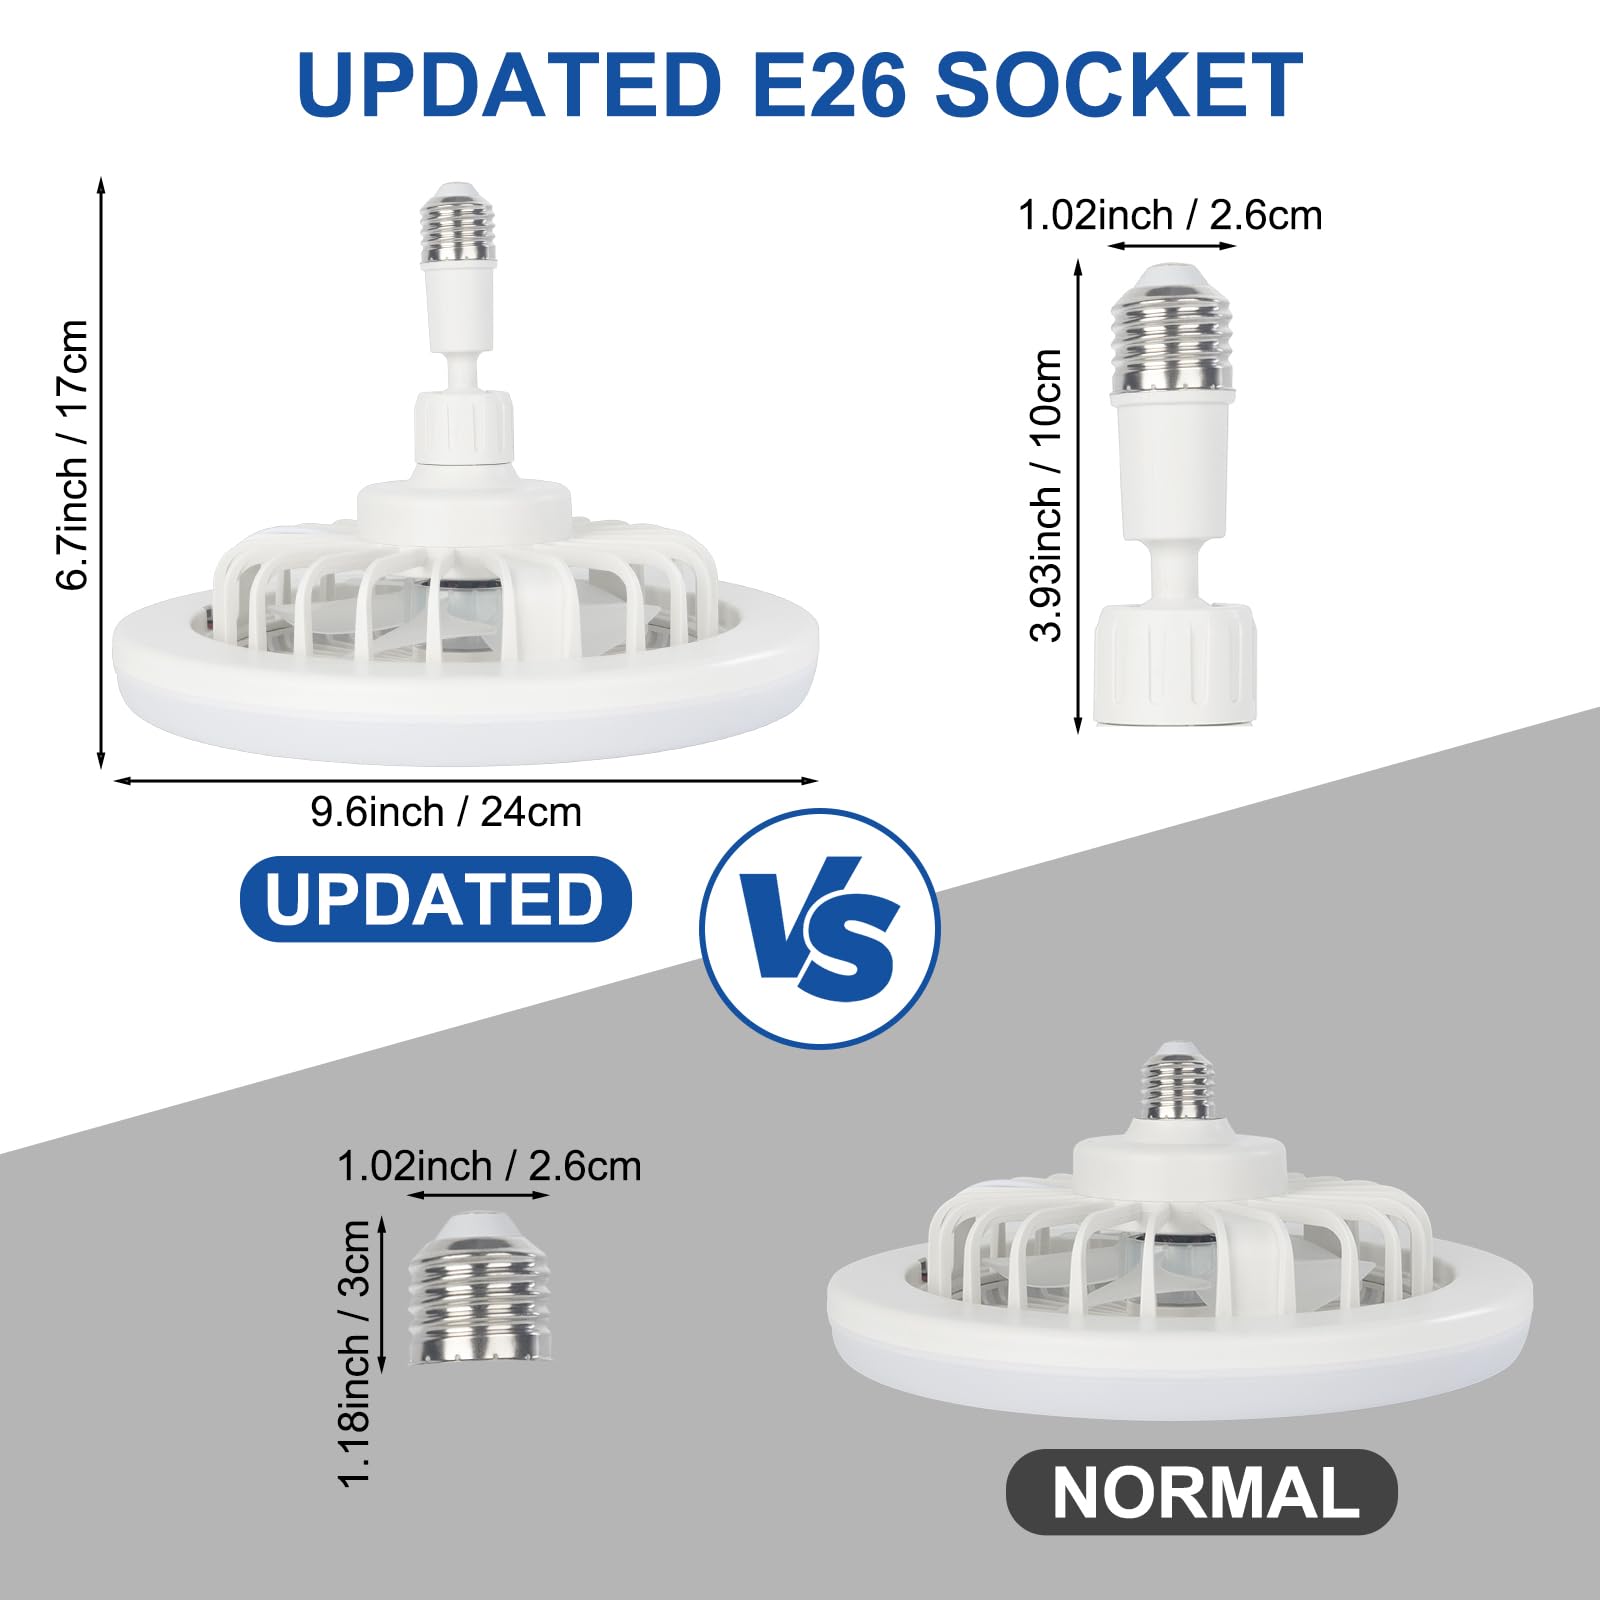 UPDATED E26 SOCKET
1.02inch / 2.6cm
6.7inch / 17cm
3.93inch / 10cm
9.6inch / 24cm
UPDATED
VS
1.02inch / 2.6cm
1.18inch / 3cm
NORMAL